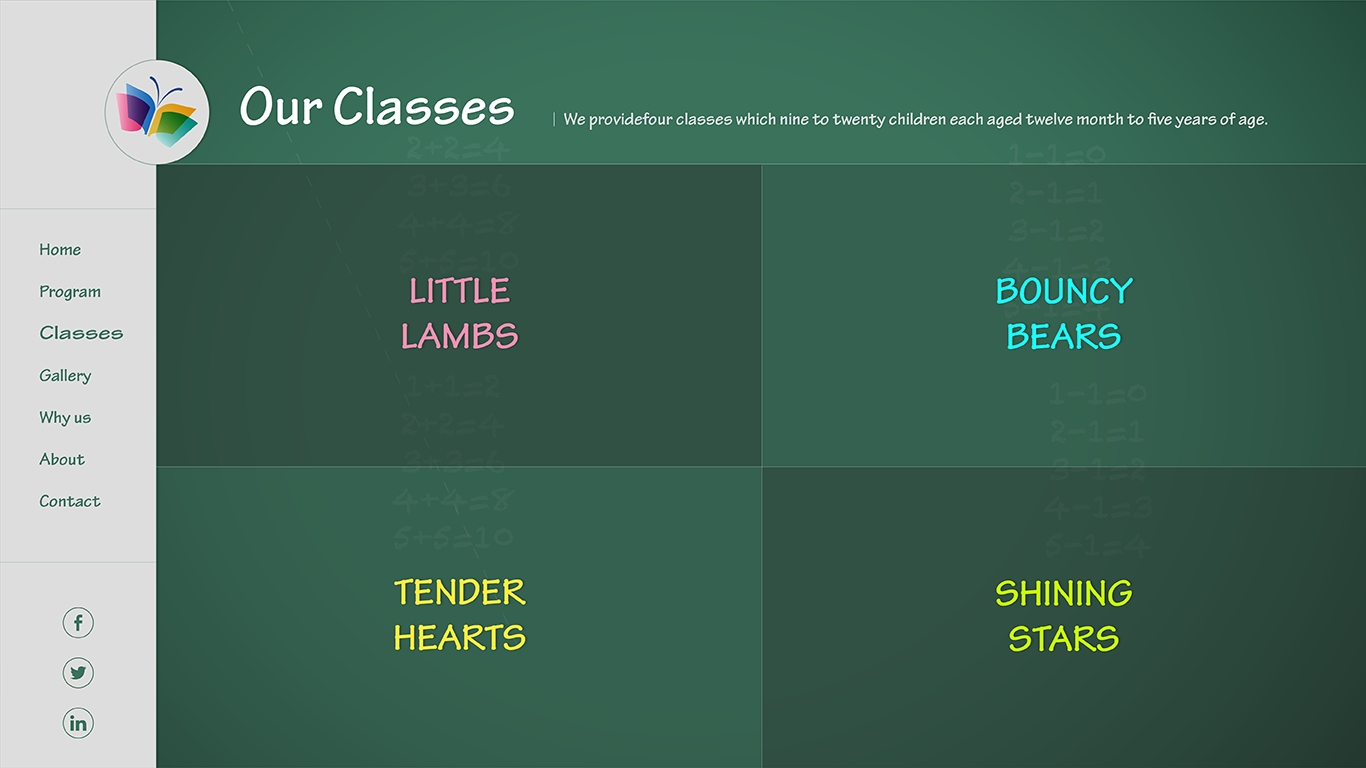 Our Classes
We providefour classes which nine to twenty children each aged twelve month to five years of age.
Home
Program
Classes
Gallery
Why us
About
Contact
f
in
2+2=4
3+3=6
4+4=8
5+5=10
LITTLE
LAMBS
1+1=2
2+2=4
3+3=6
4+4=8
5+5=10
1-1=0
2-1=1
3-1=2
4-1=3
5-1=4
BOUNCY
BEARS
1-1=0
2-1=1
3-1=2
4-1=3
5-1=4
TENDER
HEARTS
SHINING
STARS